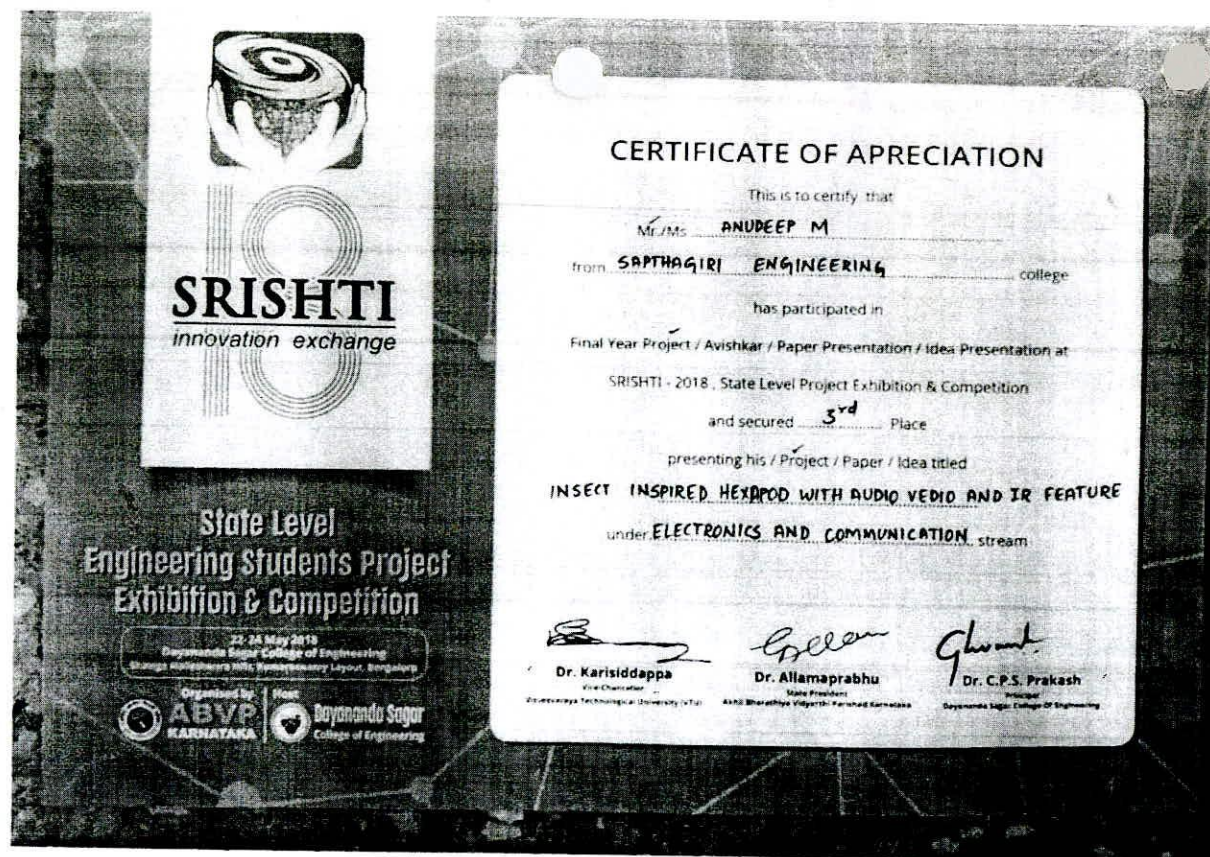 SRISHTI
innovation exchange
State Level
Engineering Students Project
Exhibition & Competition
22-24 May 2018
Dayananda Sagar College of Engineering
Organised by
ABVP
KARNATAKA
Host
Dayananda Sagar
College of Engineering
CERTIFICATE OF APRECIATION
This is to certify that
Mr./Ms ANUDEEP M
from SAPTHAGIRI ENGINEERING college
has participated in
Final Year Project / Avishkar / Paper Presentation / Idea Presentation at
SRISHTI - 2018 , State Level Project Exhibition & Competition
and secured 3rd Place
presenting his / Project / Paper / Idea titled
INSECT INSPIRED HEXAPOD WITH AUDIO VEDIO AND IR FEATURE
under ELECTRONICS AND COMMUNICATION stream
Dr. Karisiddappa
Vice-Chancellor
Visvesvaraya Technological University (VTU)
Dr. Allamaprabhu
State President
Akhil Bharathiya Vidyarthi Parishad Karnataka
Dr. C.P.S. Prakash
Principal
Dayananda Sagar College Of Engineering